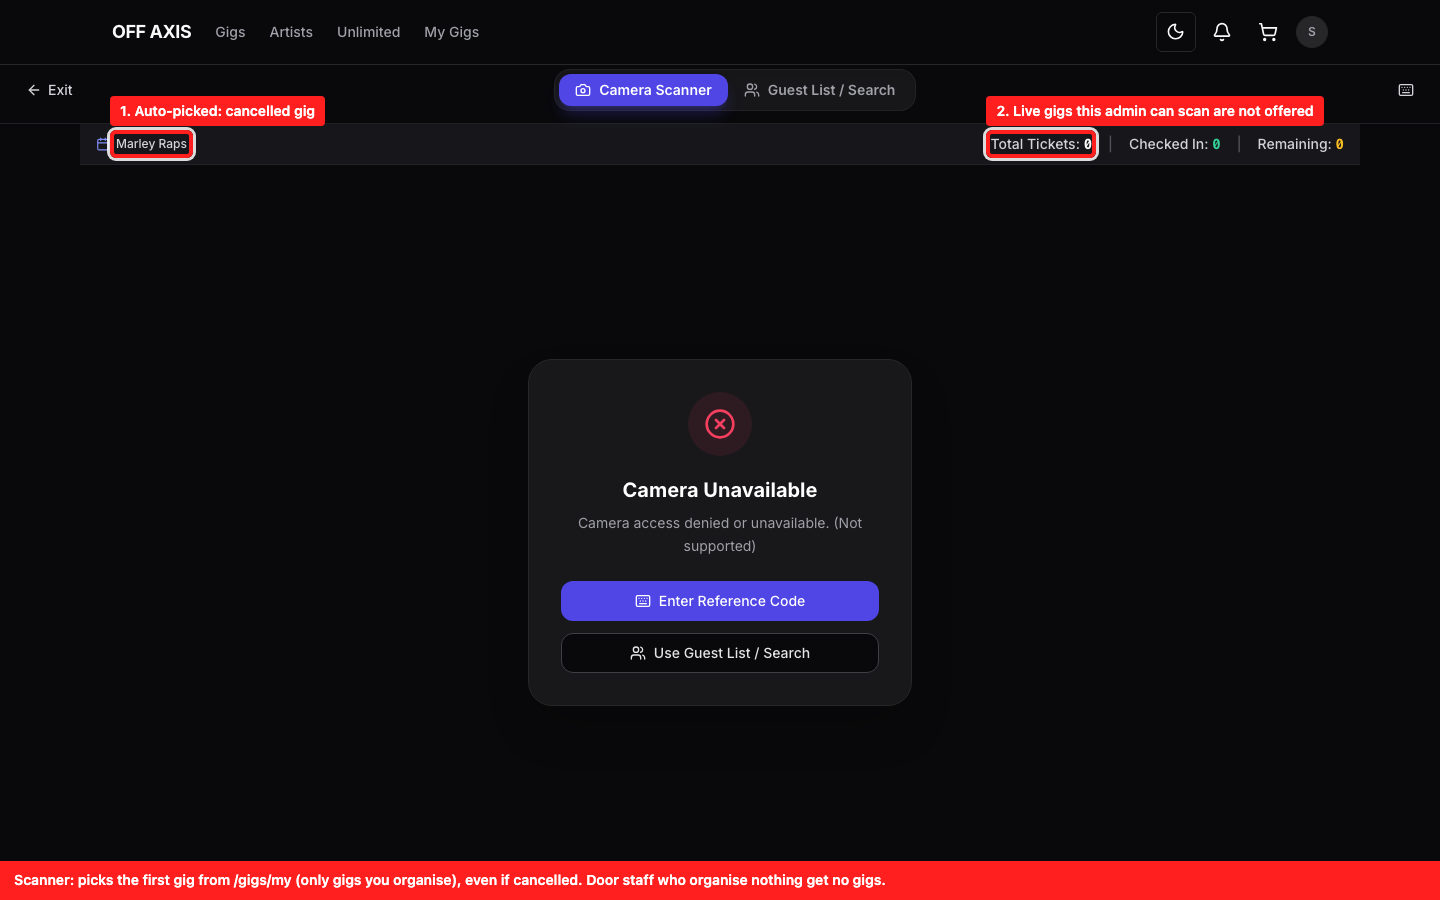 OFF AXIS Gigs Artists Unlimited My Gigs S
Exit Camera Scanner Guest List / Search
1. Auto-picked: cancelled gig 2. Live gigs this admin can scan are not offered
Marley Raps Total Tickets: 0 | Checked In: 0 | Remaining: 0
Camera Unavailable
Camera access denied or unavailable. (Not
supported)
Enter Reference Code
Use Guest List / Search
Scanner: picks the first gig from /gigs/my (only gigs you organise), even if cancelled. Door staff who organise nothing get no gigs.